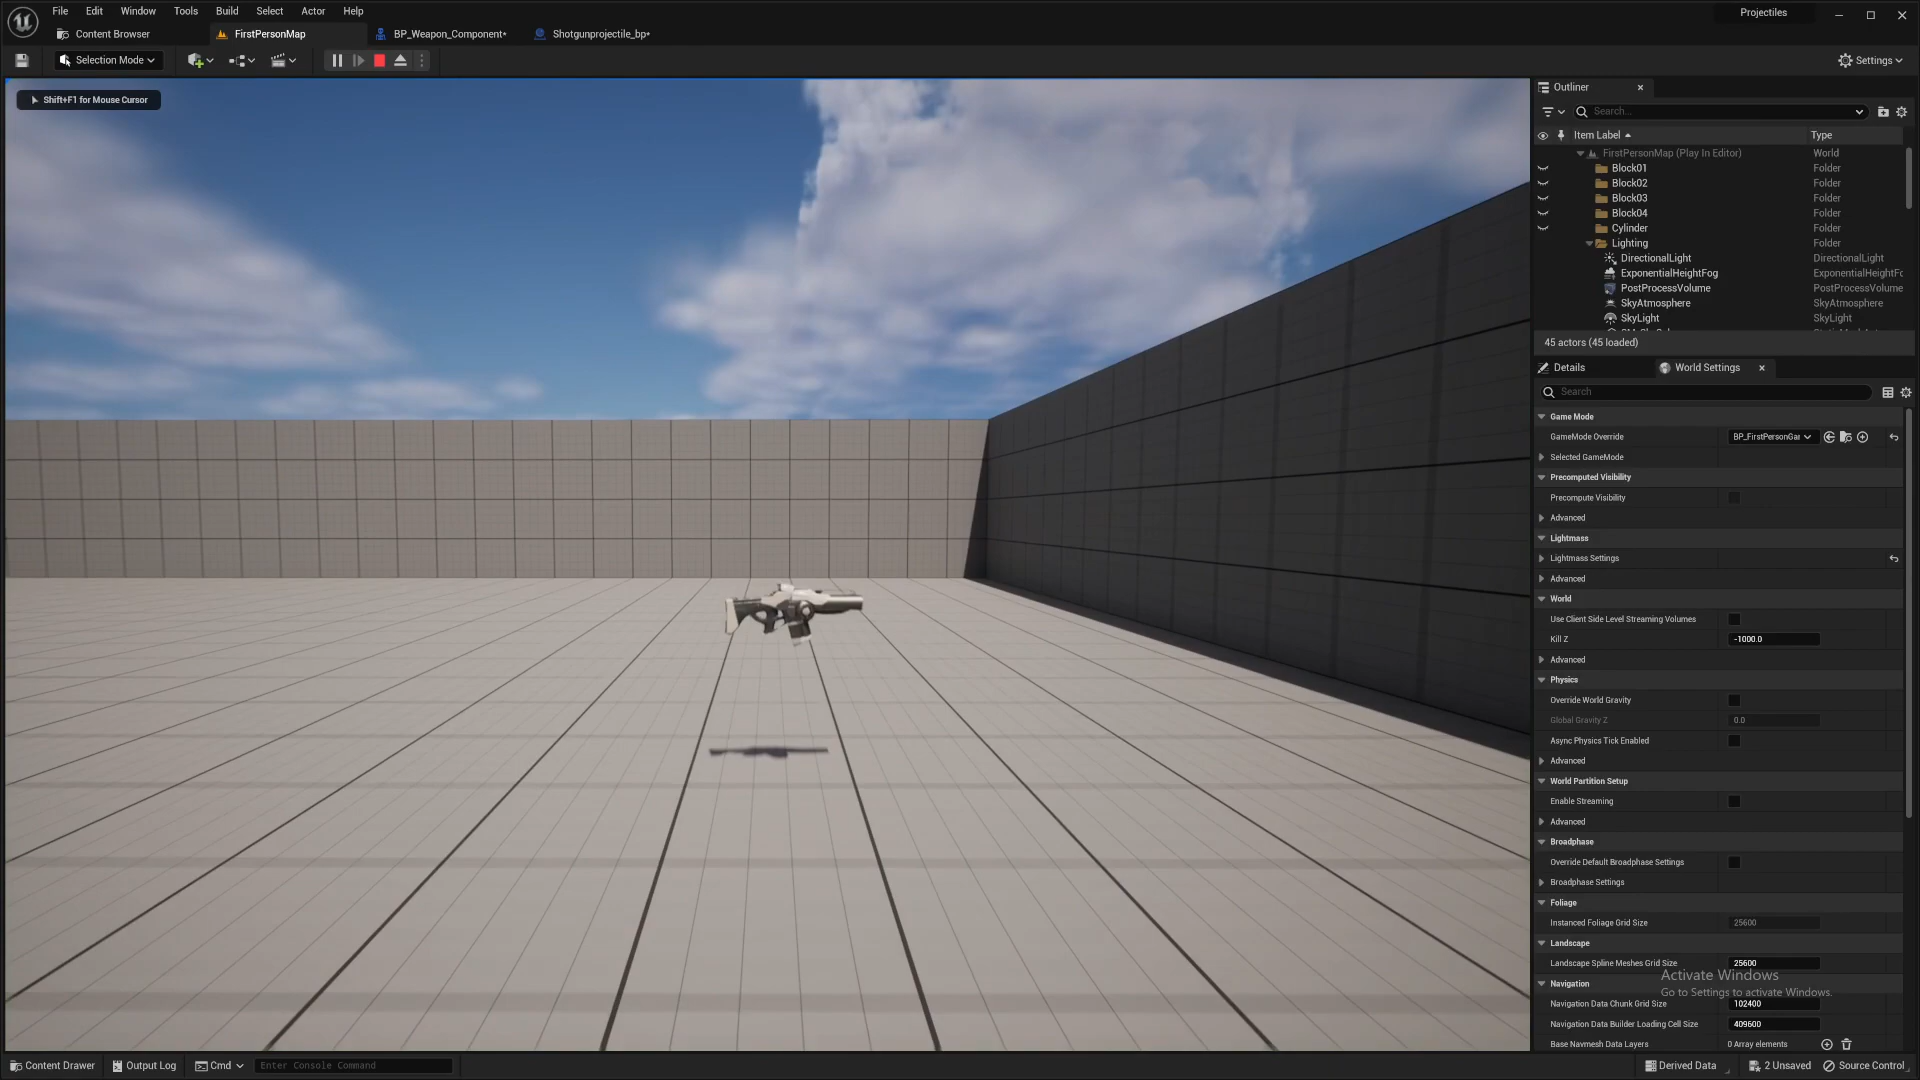 File Edit Window Tools Build Select Actor Help
Projectiles
Content Browser FirstPersonMap BP_Weapon_Component* Shotgunprojectile_bp*
Selection Mode
Settings
Shift+F1 for Mouse Cursor
Outliner
Search...
Item Label Type
FirstPersonMap (Play In Editor) World
Block01 Folder
Block02 Folder
Block03 Folder
Block04 Folder
Cylinder Folder
Lighting Folder
DirectionalLight DirectionalLight
ExponentialHeightFog ExponentialHeightFo
PostProcessVolume PostProcessVolume
SkyAtmosphere SkyAtmosphere
SkyLight SkyLight
45 actors (45 loaded)
Details World Settings
Search
Game Mode
GameMode Override BP_FirstPersonGa
Selected GameMode
Precomputed Visibility
Precompute Visibility
Advanced
Lightmass
Lightmass Settings
Advanced
World
Use Client Side Level Streaming Volumes
Kill Z -1000.0
Advanced
Physics
Override World Gravity
Global Gravity Z 0.0
Async Physics Tick Enabled
Advanced
World Partition Setup
Enable Streaming
Advanced
Broadphase
Override Default Broadphase Settings
Broadphase Settings
Foliage
Instanced Foliage Grid Size 25600
Landscape
Landscape Spline Meshes Grid Size 25600
Activate Windows
Navigation
Go to Settings to activate Windows.
Navigation Data Chunk Grid Size 102400
Navigation Data Builder Loading Cell Size 409600
Base Navmesh Data Layers 0 Array elements
Content Drawer Output Log Cmd Enter Console Command
Derived Data 2 Unsaved Source Control